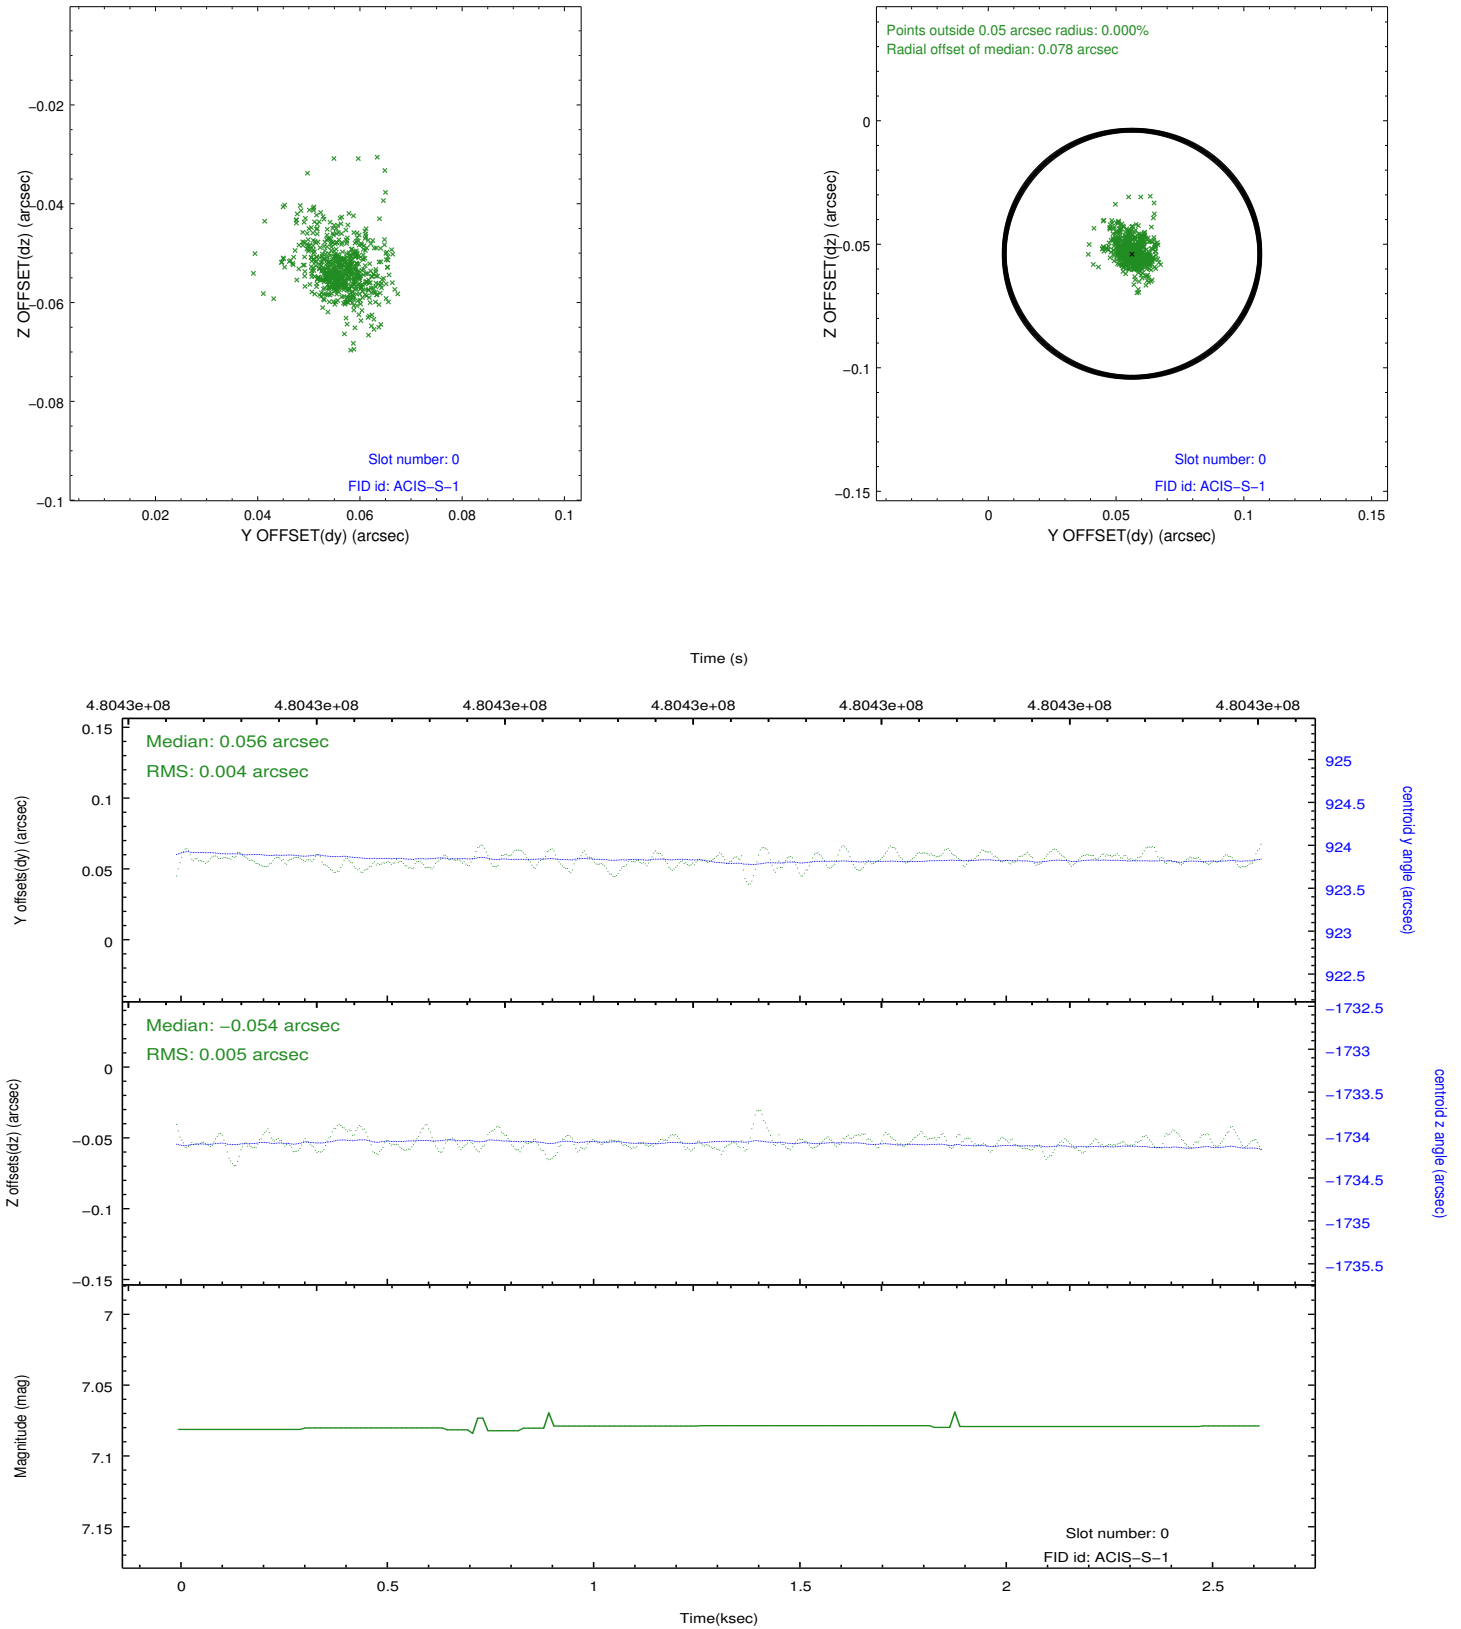 −0.02
−0.04
−0.06
−0.08
−0.1
Z OFFSET(dz) (arcsec)
Slot number: 0
FID id: ACIS−S−1
0.02
0.04
0.06
0.08
0.1
Y OFFSET(dy) (arcsec)
Points outside 0.05 arcsec radius: 0.000%
Radial offset of median: 0.078 arcsec
0
−0.05
−0.1
−0.15
Z OFFSET(dz) (arcsec)
Slot number: 0
FID id: ACIS−S−1
0
0.05
0.1
0.15
Y OFFSET(dy) (arcsec)
Time (s)
4.8043e+08
4.8043e+08
4.8043e+08
4.8043e+08
4.8043e+08
4.8043e+08
4.8043e+08
Median: 0.056 arcsec
RMS: 0.004 arcsec
0.15
0.1
0.05
0
Y offsets(dy) (arcsec)
925
924.5
924
923.5
923
922.5
centroid y angle (arcsec)
Median: −0.054 arcsec
RMS: 0.005 arcsec
0
−0.05
−0.1
−0.15
Z offsets(dz) (arcsec)
−1732.5
−1733
−1733.5
−1734
−1734.5
−1735
−1735.5
centroid z angle (arcsec)
7
7.05
7.1
7.15
Magnitude (mag)
Slot number: 0
FID id: ACIS−S−1
0
0.5
1
1.5
2
2.5
Time(ksec)